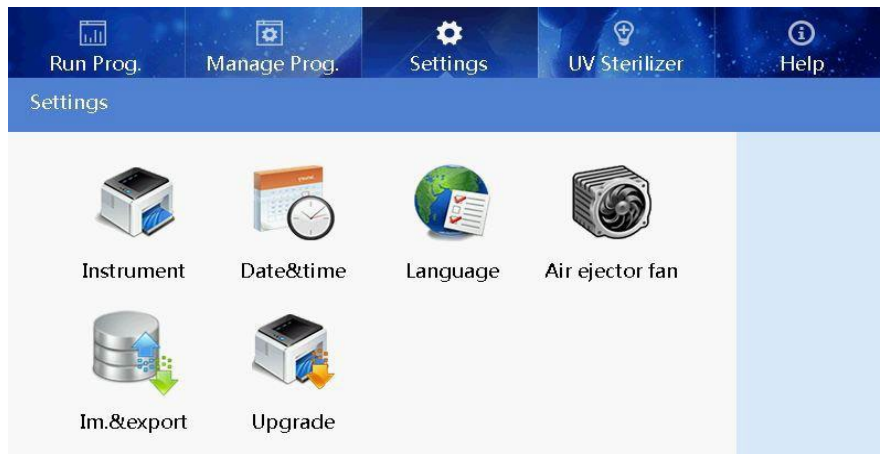 Run Prog.
Manage Prog.
Settings
UV Sterilizer
Help
Settings
Instrument
Date&time
Language
Air ejector fan
Im.&export
Upgrade